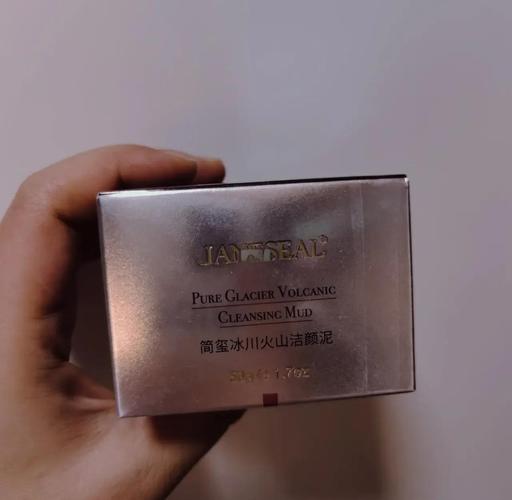 JANESEAL
PURE GLACIER VOLCANIC
CLEANSING MUD
简玺冰川火山洁颜泥
50g / 1.7OZ